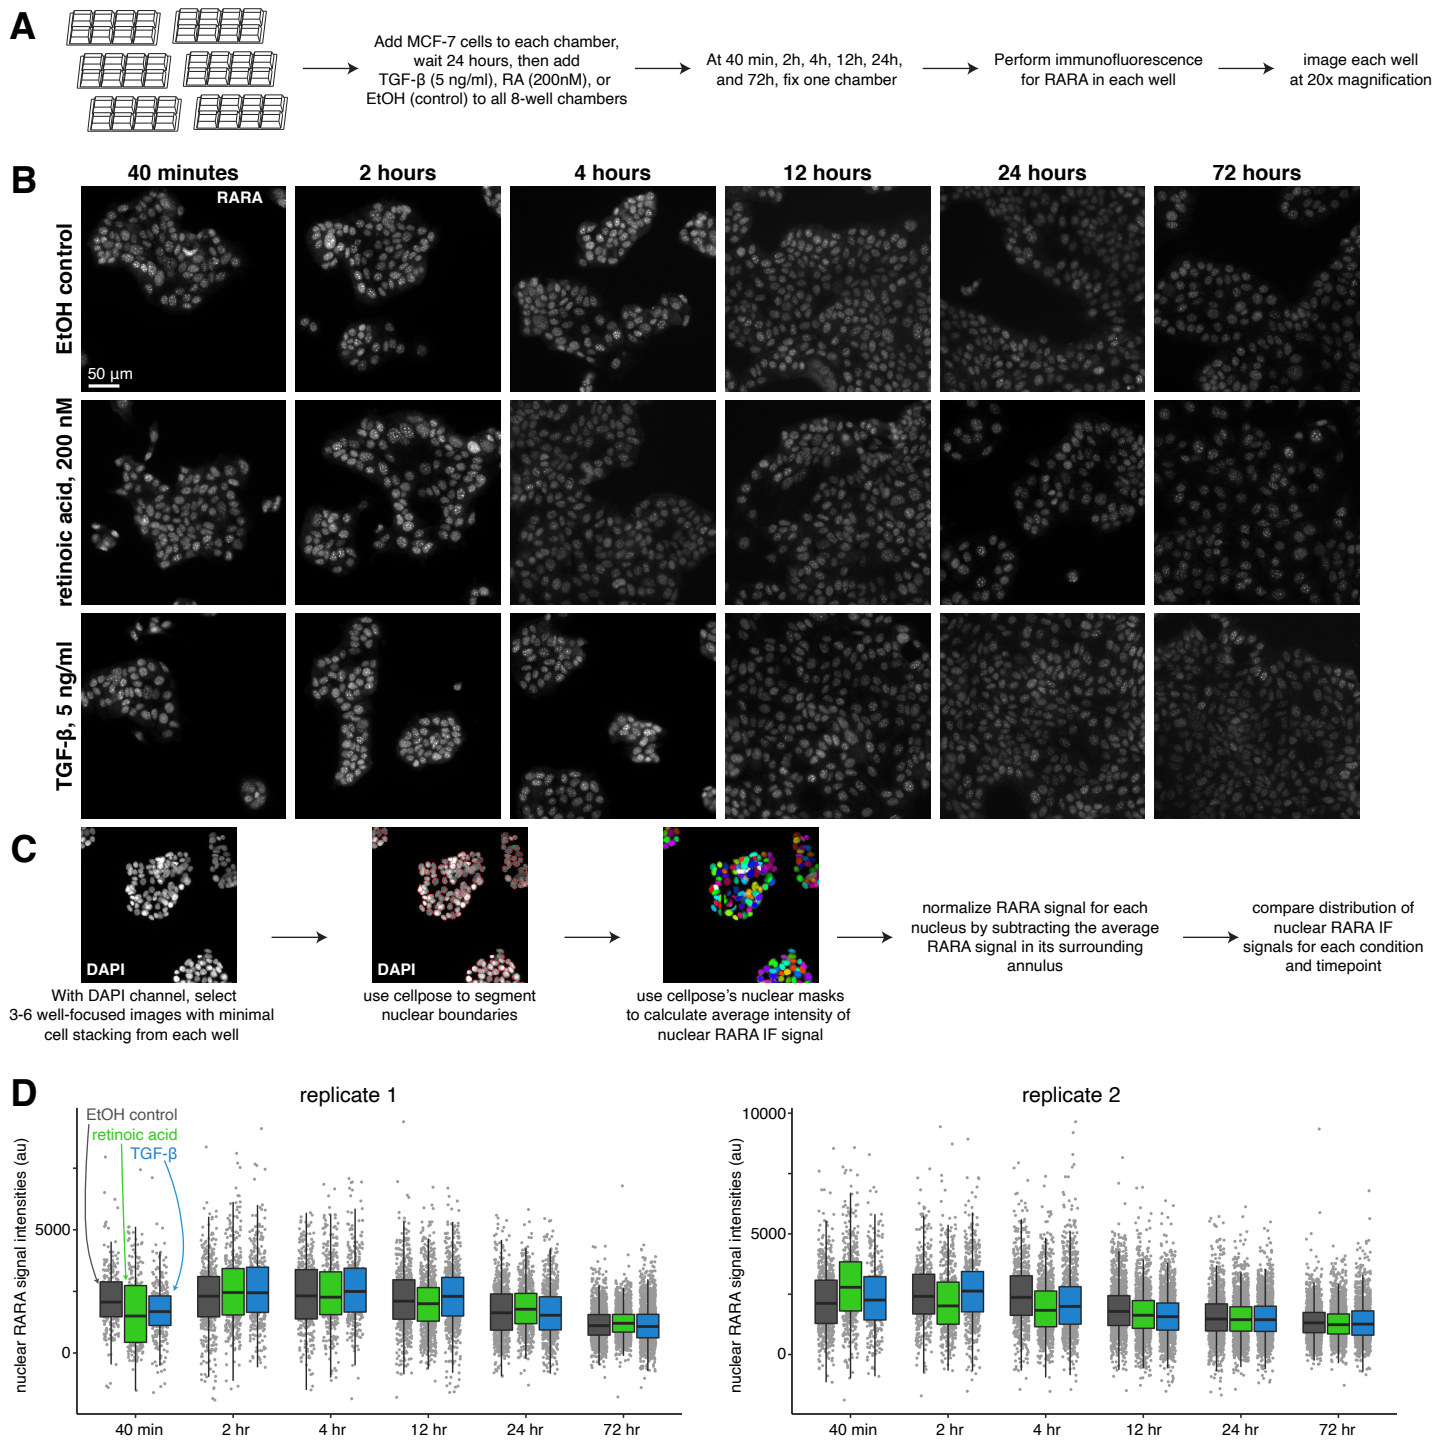 A
Add MCF-7 cells to each chamber,
wait 24 hours, then add
TGF-β (5 ng/ml), RA (200nM), or
EtOH (control) to all 8-well chambers
At 40 min, 2h, 4h, 12h, 24h,
and 72h, fix one chamber
Perform immunofluorescence
for RARA in each well
image each well
at 20x magnification
B
40 minutes
2 hours
4 hours
12 hours
24 hours
72 hours
EtOH control
RARA
50 µm
retinoic acid, 200 nM
TGF-β, 5 ng/ml
C
DAPI
With DAPI channel, select
3-6 well-focused images with minimal
cell stacking from each well
DAPI
use cellpose to segment
nuclear boundaries
use cellpose's nuclear masks
to calculate average intensity of
nuclear RARA IF signal
normalize RARA signal for each
nucleus by subtracting the average
RARA signal in its surrounding
annulus
compare distribution of
nuclear RARA IF
signals for each condition
and timepoint
D
replicate 1
nuclear RARA signal intensities (au)
EtOH control
retinoic acid
TGF-β
5000
0
40 min
2 hr
4 hr
12 hr
24 hr
72 hr
replicate 2
nuclear RARA signal intensities (au)
10000
5000
0
40 min
2 hr
4 hr
12 hr
24 hr
72 hr